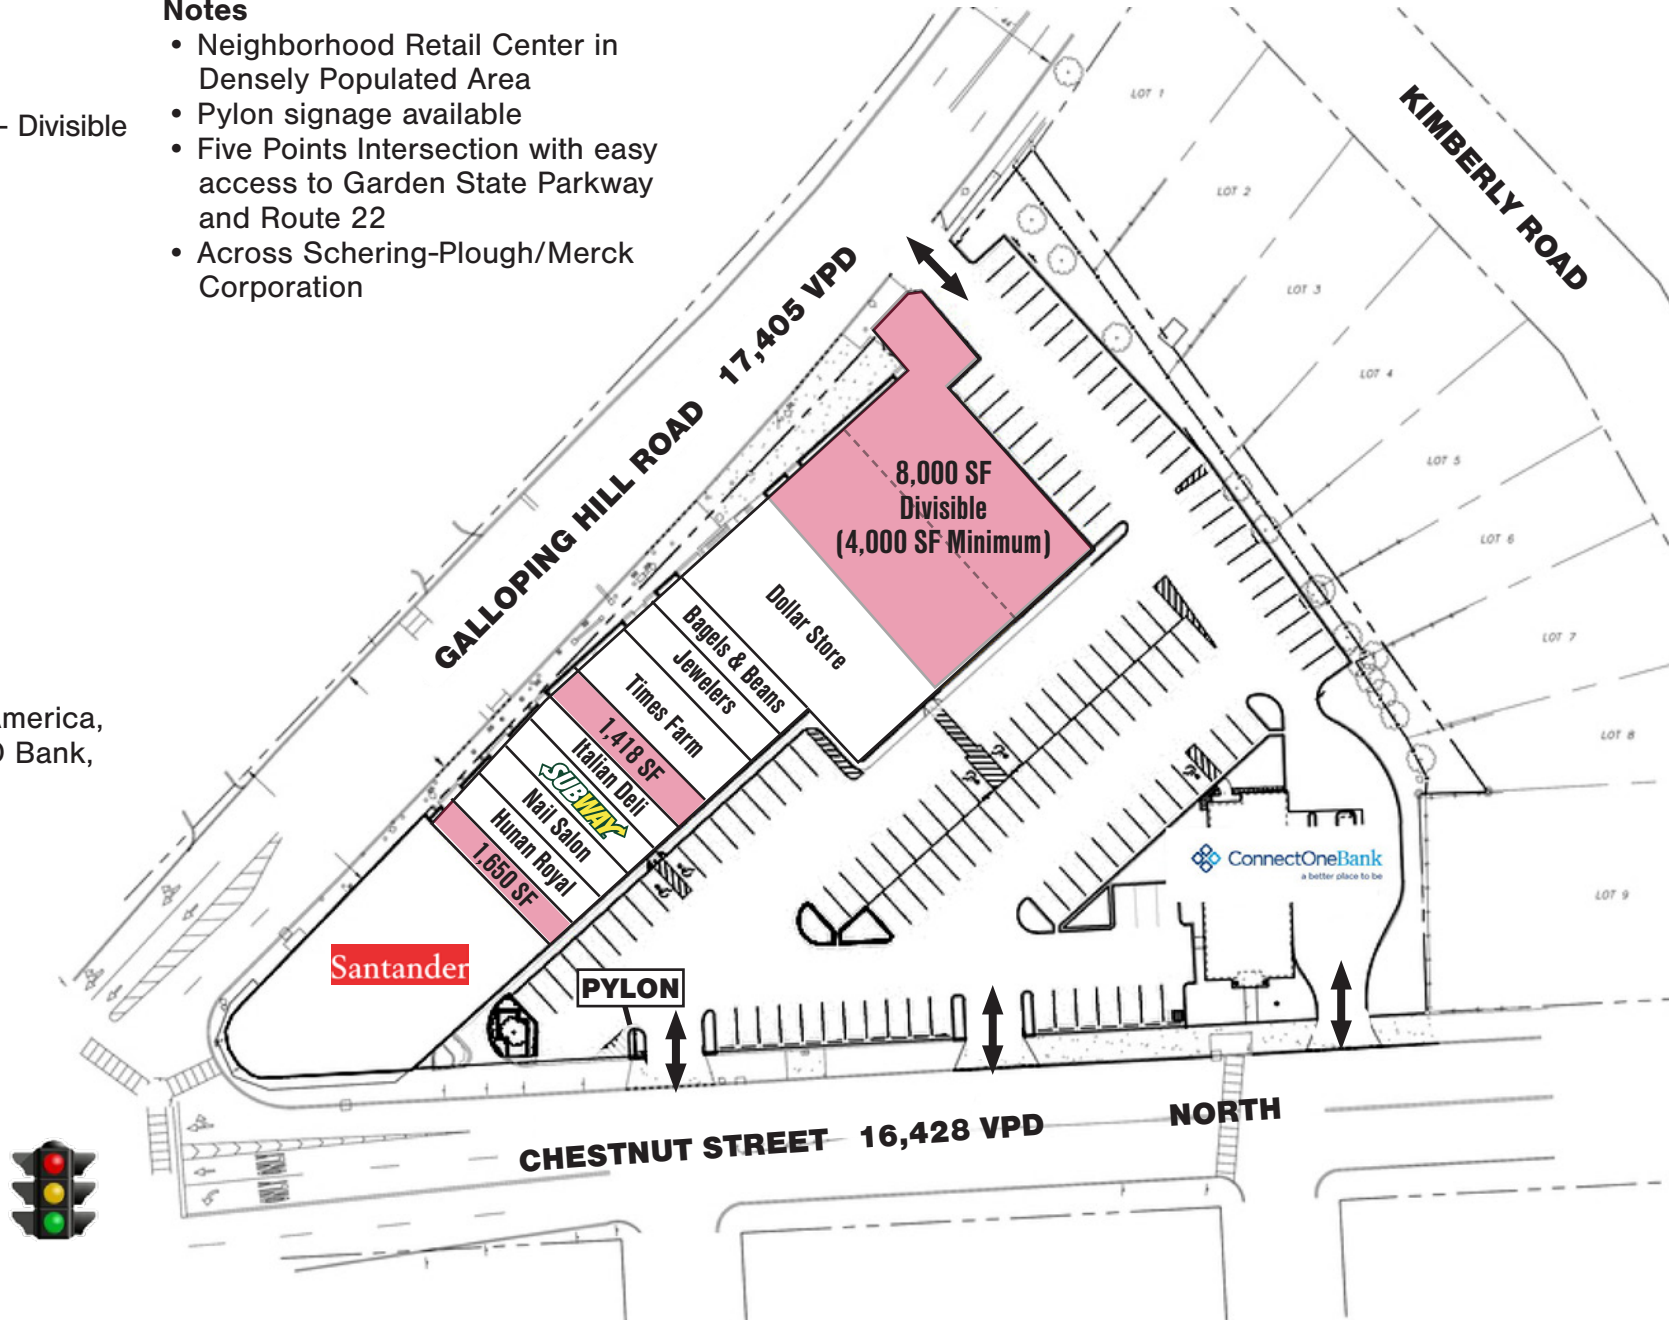 Notes
• Neighborhood Retail Center in
Densely Populated Area
• Pylon signage available
• Five Points Intersection with easy
access to Garden State Parkway
and Route 22
• Across Schering-Plough/Merck
Corporation
- Divisible
America,
D Bank,
KIMBERLY ROAD
LOT 1
LOT 2
LOT 3
LOT 4
LOT 5
LOT 6
LOT 7
LOT 8
LOT 9
GALLOPING HILL ROAD 17,405 VPD
8,000 SF
Divisible
(4,000 SF Minimum)
Dollar Store
Bagels & Beans
Jewelers
Times Farm
1,418 SF
Italian Deli
SUBWAY
Nail Salon
Hunan Royal
1,650 SF
Santander
PYLON
ConnectOneBank
a better place to be
CHESTNUT STREET 16,428 VPD
NORTH